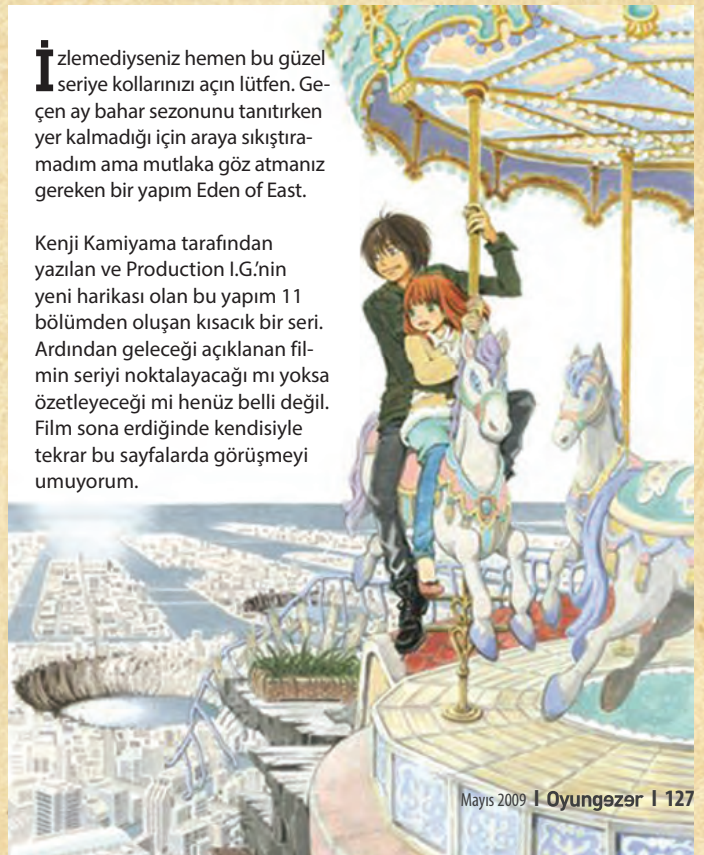 İzlemediyseniz hemen bu güzel
seriye kollarınızı açın lütfen. Ge-
çen ay bahar sezonunu tanıtırken
yer kalmadığı için araya sıkıştıra-
madım ama mutlaka göz atmanız
gereken bir yapım Eden of East.
Kenji Kamiyama tarafından
yazılan ve Production I.G.'nin
yeni harikası olan bu yapım 11
bölümden oluşan kısacık bir seri.
Ardından geleceği açıklanan fil-
min seriyi noktalayacağı mı yoksa
özetleyeceği mi henüz belli değil.
Film sona erdiğinde kendisiyle
tekrar bu sayfalarda görüşmeyi
umuyorum.
Mayıs 2009 | Oyungezer | 127